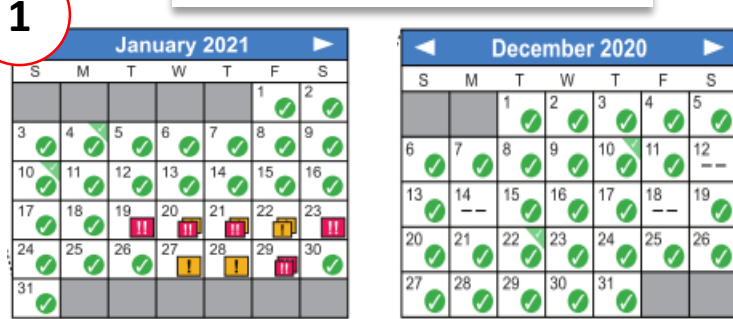 1
January 2021
S M T W T F S
1 2
3 4 5 6 7 8 9
10 11 12 13 14 15 16
17 18 19 !! 20 !! 21 !! 22 ! 23 !!
24 25 26 27 ! 28 ! 29 !! 30
31
December 2020
S M T W T F S
1 2 3 4 5
6 7 8 9 10 11 12 --
13 14 -- 15 16 17 18 -- 19
20 21 22 23 24 25 26
27 28 29 30 31